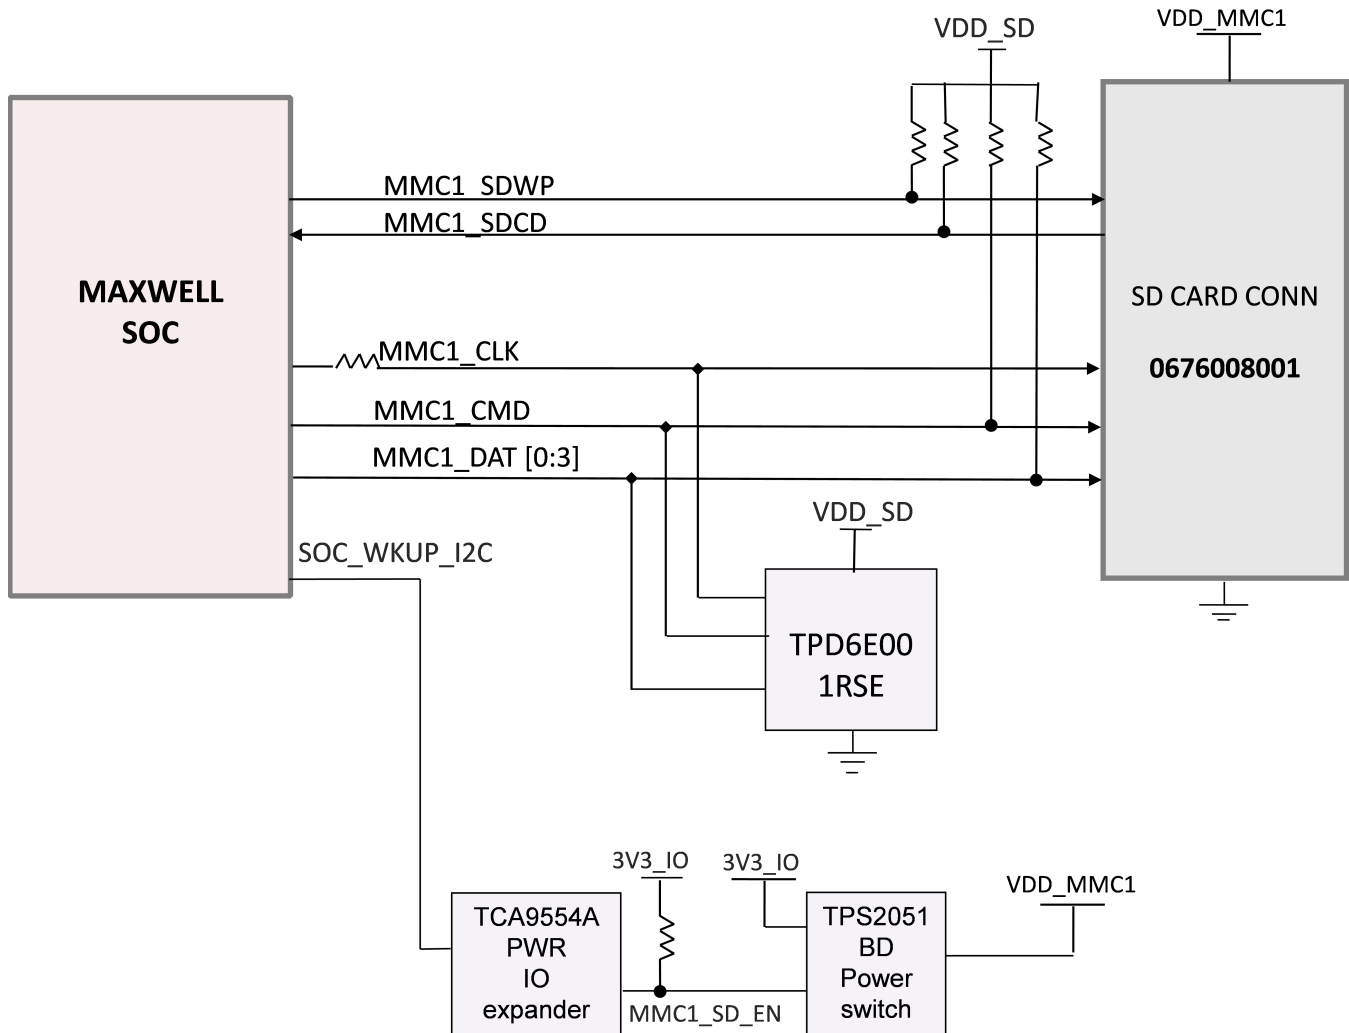 VDD_SD
VDD_MMC1
MMC1_SDWP
MMC1_SDCD
MAXWELL
SOC
SD CARD CONN
0676008001
MMC1_CLK
MMC1_CMD
MMC1_DAT [0:3]
VDD_SD
SOC_WKUP_I2C
TPD6E00
1RSE
3V3_IO
3V3_IO
VDD_MMC1
TCA9554A
PWR
IO
expander
TPS2051
BD
Power
switch
MMC1_SD_EN